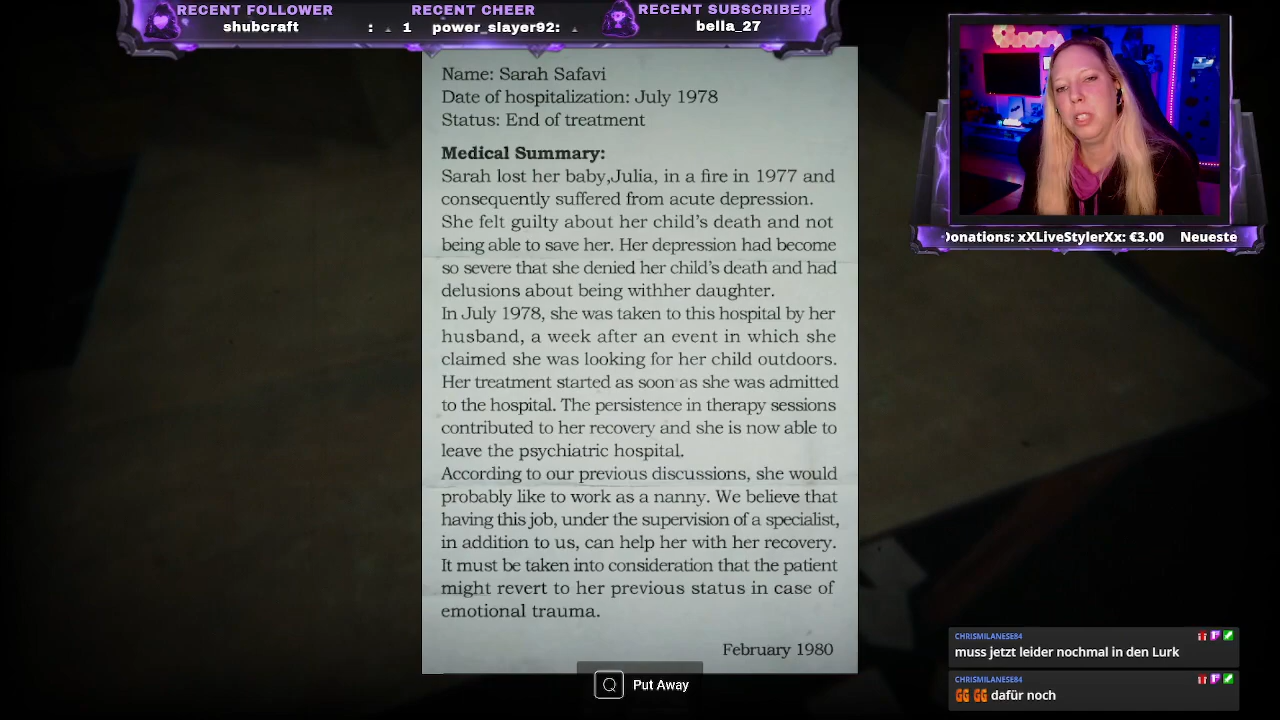 RECENT FOLLOWER
shubcraft
RECENT CHEER
: 1 power_slayer92:
RECENT SUBSCRIBER
bella_27
Donations: xXLiveStylerXx: €3.00 Neueste
Name: Sarah Safavi
Date of hospitalization: July 1978
Status: End of treatment
Medical Summary:
Sarah lost her baby,Julia, in a fire in 1977 and
consequently suffered from acute depression.
She felt guilty about her child's death and not
being able to save her. Her depression had become
so severe that she denied her child's death and had
delusions about being withher daughter.
In July 1978, she was taken to this hospital by her
husband, a week after an event in which she
claimed she was looking for her child outdoors.
Her treatment started as soon as she was admitted
to the hospital. The persistence in therapy sessions
contributed to her recovery and she is now able to
leave the psychiatric hospital.
According to our previous discussions, she would
probably like to work as a nanny. We believe that
having this job, under the supervision of a specialist,
in addition to us, can help her with her recovery.
It must be taken into consideration that the patient
might revert to her previous status in case of
emotional trauma.
February 1980
Q Put Away
CHRISMILANESE84
muss jetzt leider nochmal in den Lurk
CHRISMILANESE84
GG GG dafür noch